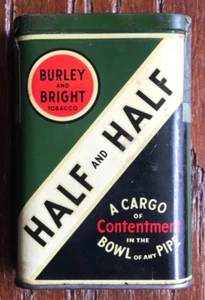 BURLEY
AND
BRIGHT
TOBACCO
HALF AND HALF
A CARGO
OF
Contentment
IN THE
BOWL OF ANY PIPE